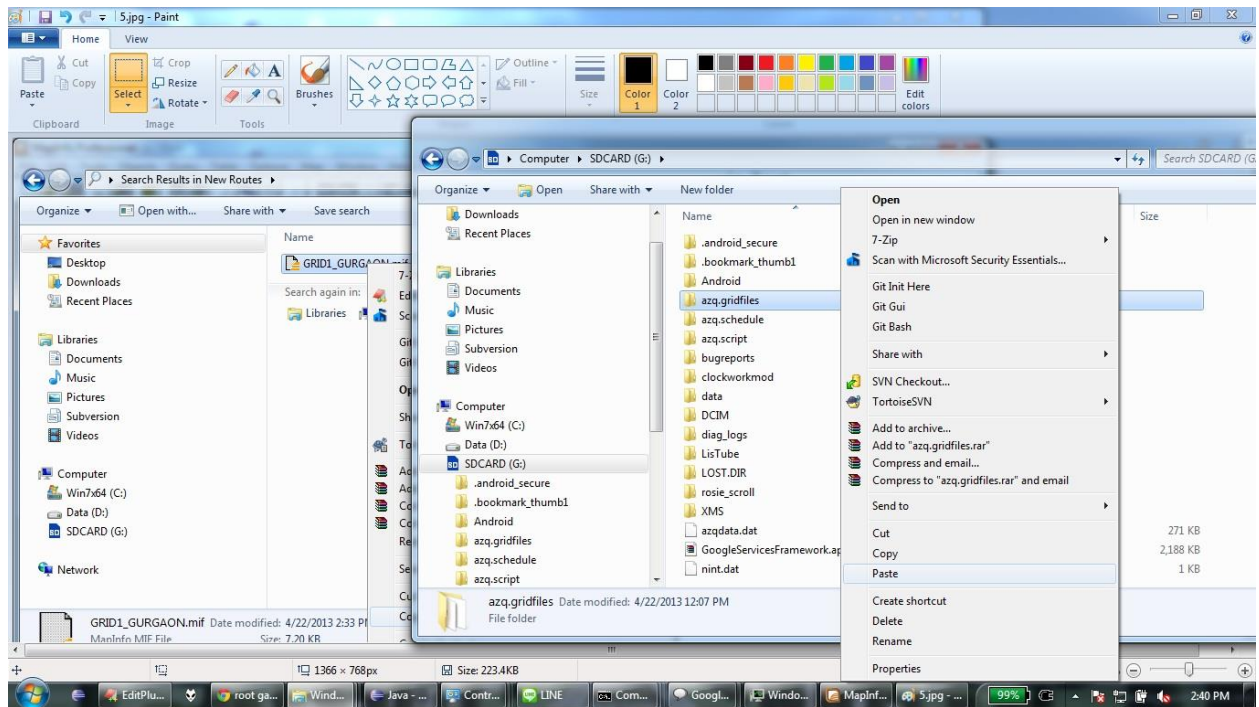 5.jpg - Paint
Home View
Cut
Copy
Paste
Clipboard
Select
Crop
Resize
Rotate
Image
A
Tools
Brushes
Outline
Fill
Size
Color 1
Color 2
Edit colors
Search Results in New Routes
Organize Open with... Share with Save search
Favorites
Desktop
Downloads
Recent Places
Libraries
Documents
Music
Pictures
Subversion
Videos
Computer
Win7x64 (C:)
Data (D:)
SDCARD (G:)
Network
Name
GRID1_GURGAON.mif
Search again in:
Libraries
GRID1_GURGAON.mif Date modified: 4/22/2013 2:33 PM
MapInfo MIF File Size: 7.20 KB
Computer SDCARD (G:)
Search SDCARD (G:
Organize Open Share with New folder
Downloads
Recent Places
Libraries
Documents
Music
Pictures
Subversion
Videos
Computer
Win7x64 (C:)
Data (D:)
SDCARD (G:)
.android_secure
.bookmark_thumb1
Android
azq.gridfiles
azq.schedule
azq.script
Name
Size
.android_secure
.bookmark_thumb1
Android
azq.gridfiles
azq.schedule
azq.script
bugreports
clockworkmod
data
DCIM
diag_logs
LisTube
LOST.DIR
rosie_scroll
XMS
azqdata.dat 271 KB
GoogleServicesFramework.ap 2,188 KB
nint.dat 1 KB
azq.gridfiles Date modified: 4/22/2013 12:07 PM
File folder
Open
Open in new window
7-Zip
Scan with Microsoft Security Essentials...
Git Init Here
Git Gui
Git Bash
Share with
SVN Checkout...
TortoiseSVN
Add to archive...
Add to "azq.gridfiles.rar"
Compress and email...
Compress to "azq.gridfiles.rar" and email
Send to
Cut
Copy
Paste
Create shortcut
Delete
Rename
Properties
1366 × 768px Size: 223.4KB
EditPlu... root ga... Wind... Java - ... Contr... LINE Com... Googl... Windo... MapInf... 5.jpg - ... 99% 2:40 PM